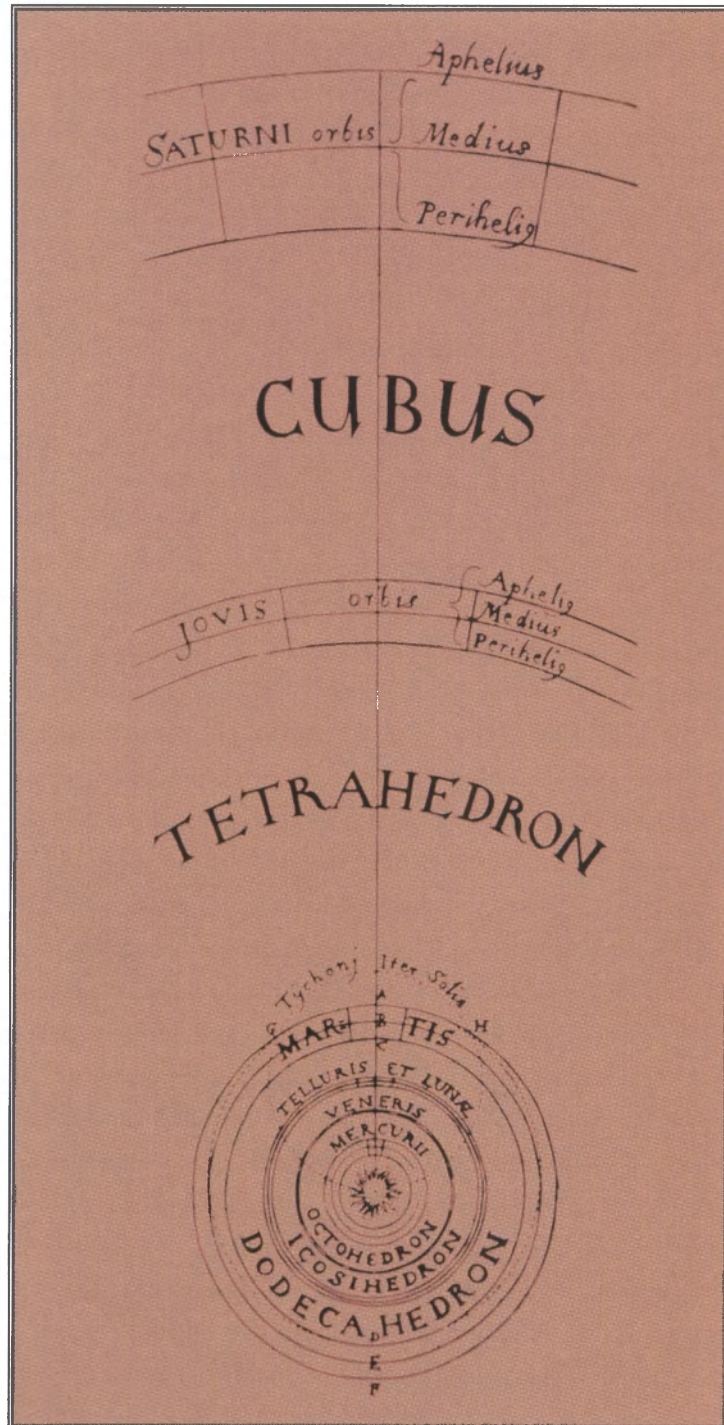 Aphelius
SATURNI orbis
Medius
Perihelig
CUBUS
JOVIS orbis
Aphelig
Medius
Perihelig
TETRAHEDRON
Tychonj Iter Solis
G A H
MARS B TIS
C
TELLURIS ET LUNÆ
VENERIS
MERCURII
OCTOHEDRON
ICOSIHEDRON
DODECAHEDRON
D
E
F